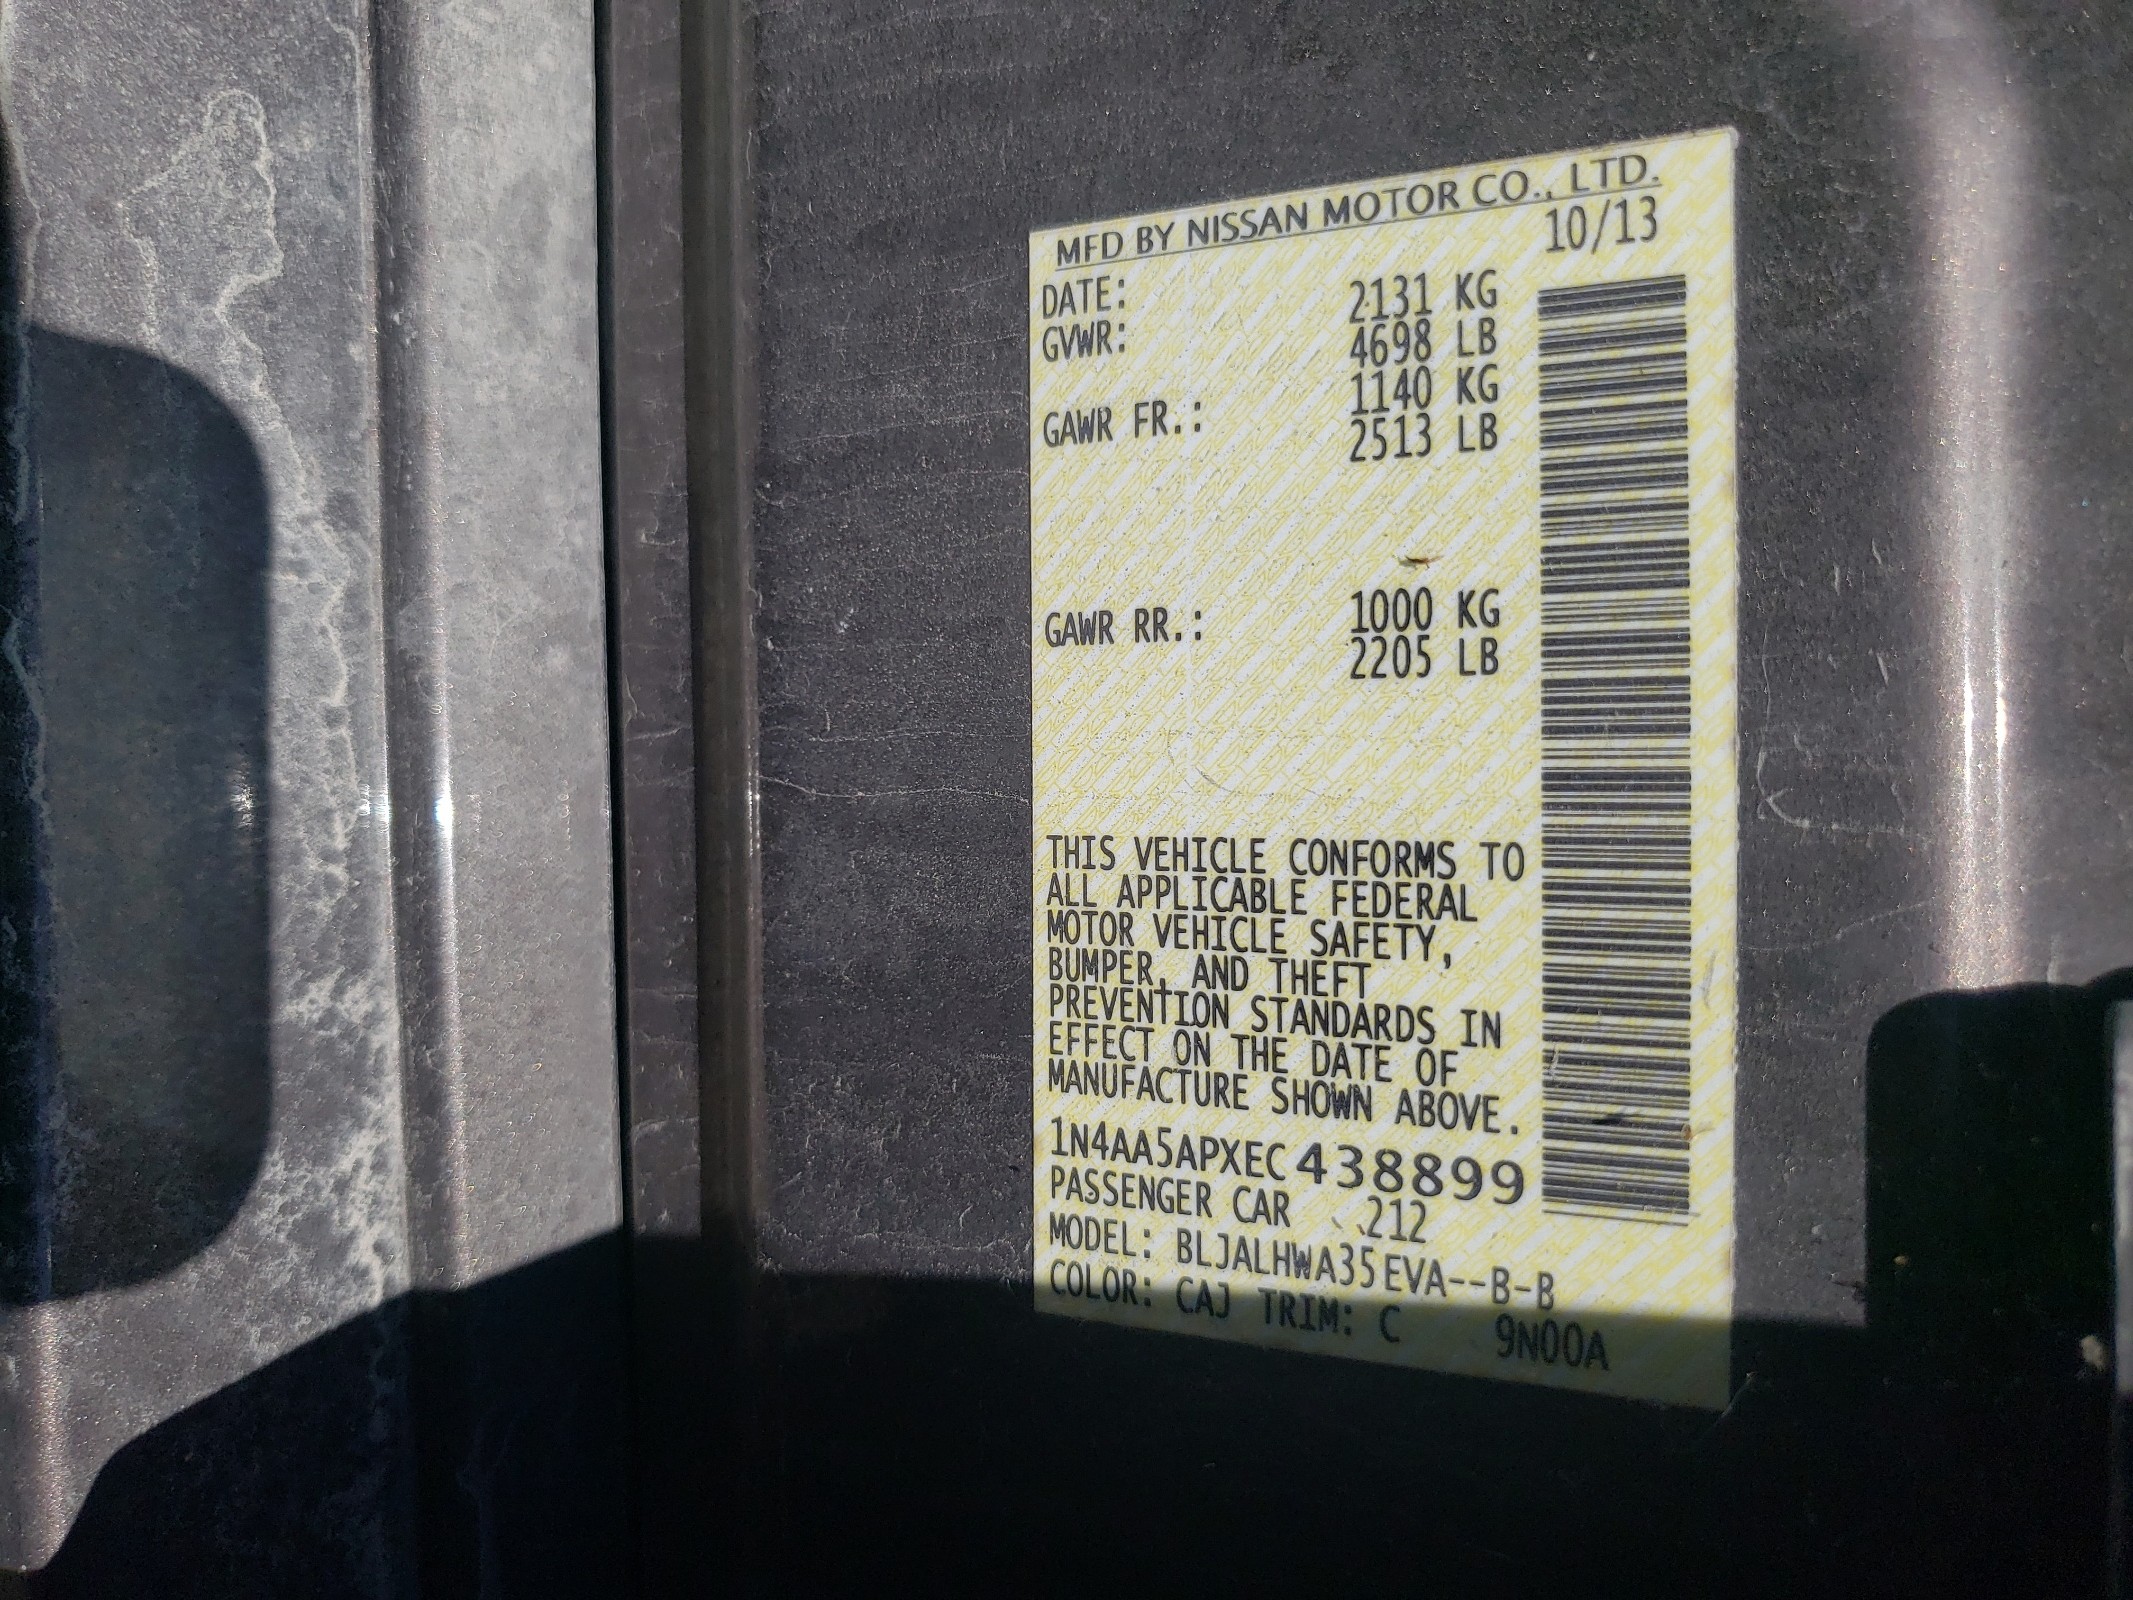 MFD BY NISSAN MOTOR CO., LTD.
DATE: 10/13
GVWR: 2131 KG
4698 LB
GAWR FR.: 1140 KG
2513 LB
GAWR RR.: 1000 KG
2205 LB
THIS VEHICLE CONFORMS TO
ALL APPLICABLE FEDERAL
MOTOR VEHICLE SAFETY,
BUMPER, AND THEFT
PREVENTION STANDARDS IN
EFFECT ON THE DATE OF
MANUFACTURE SHOWN ABOVE.
1N4AA5APXEC438899
PASSENGER CAR 212
MODEL: BLJALHWA35EVA--B-B
COLOR: CAJ TRIM: C 9N00A